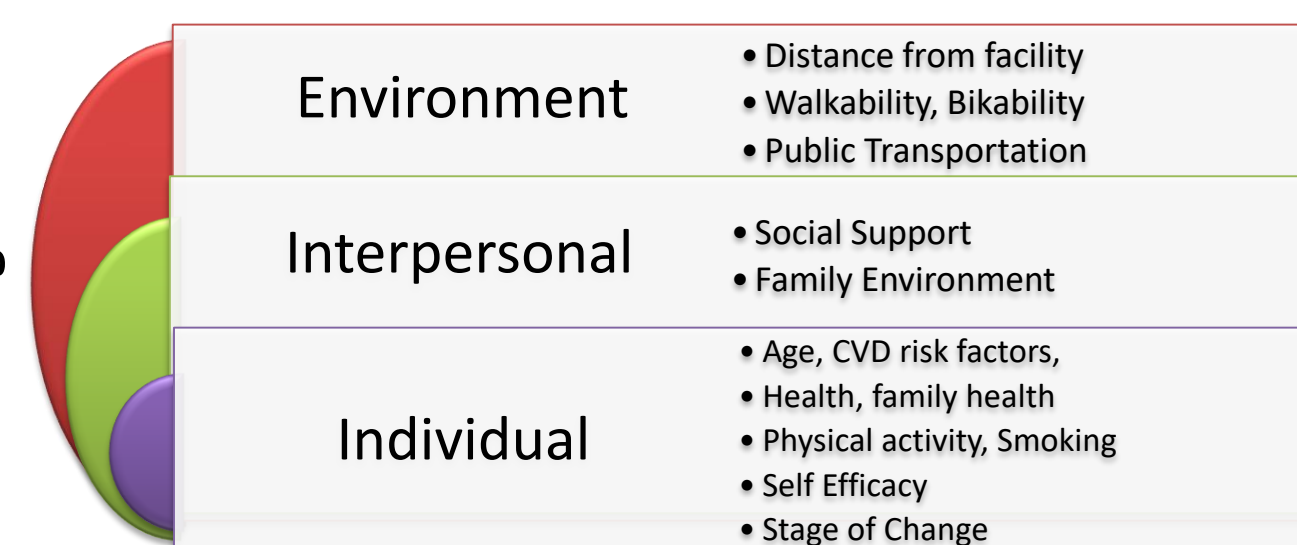 Environment
• Distance from facility
• Walkability, Bikability
• Public Transportation
Interpersonal
• Social Support
• Family Environment
Individual
• Age, CVD risk factors,
• Health, family health
• Physical activity, Smoking
• Self Efficacy
• Stage of Change